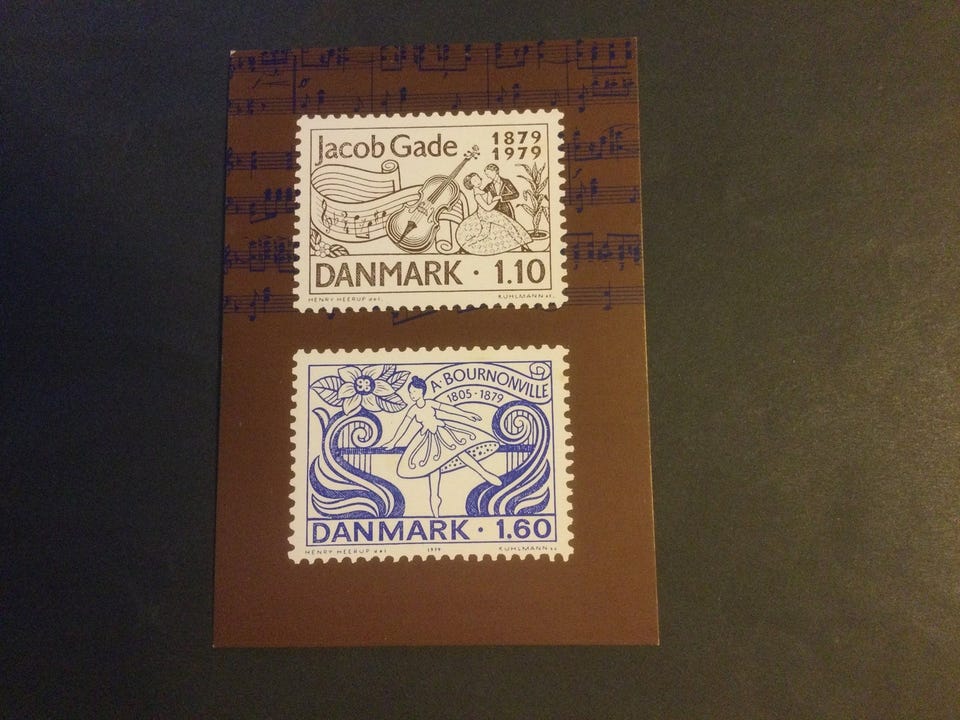 Jacob Gade 1879
1979
DANMARK · 1.10
HENRY HEERUP del. KUHLMANN sc.
A·BOURNONVILLE
1805·1879
DANMARK · 1.60
HENRY HEERUP del. 1979 KUHLMANN sc.